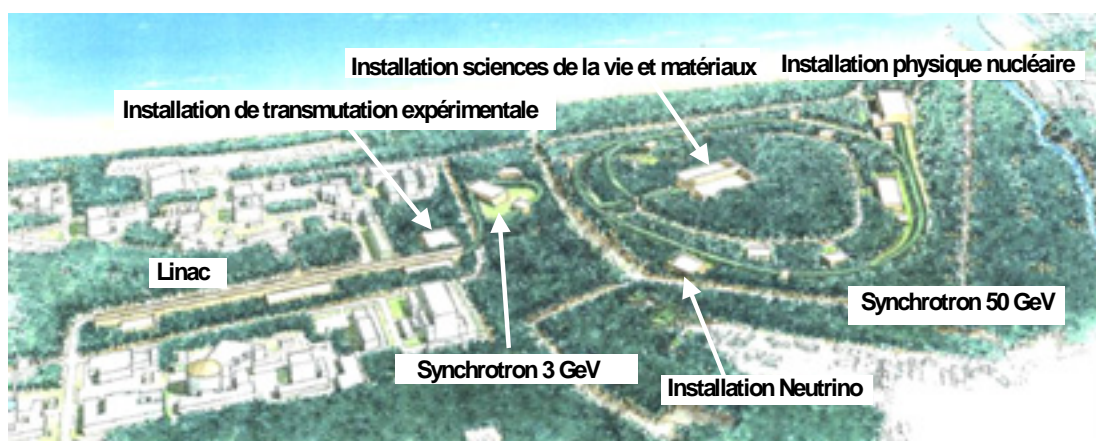 Installation sciences de la vie et matériaux
Installation physique nucléaire
Installation de transmutation expérimentale
Linac
Synchrotron 50 GeV
Synchrotron 3 GeV
Installation Neutrino